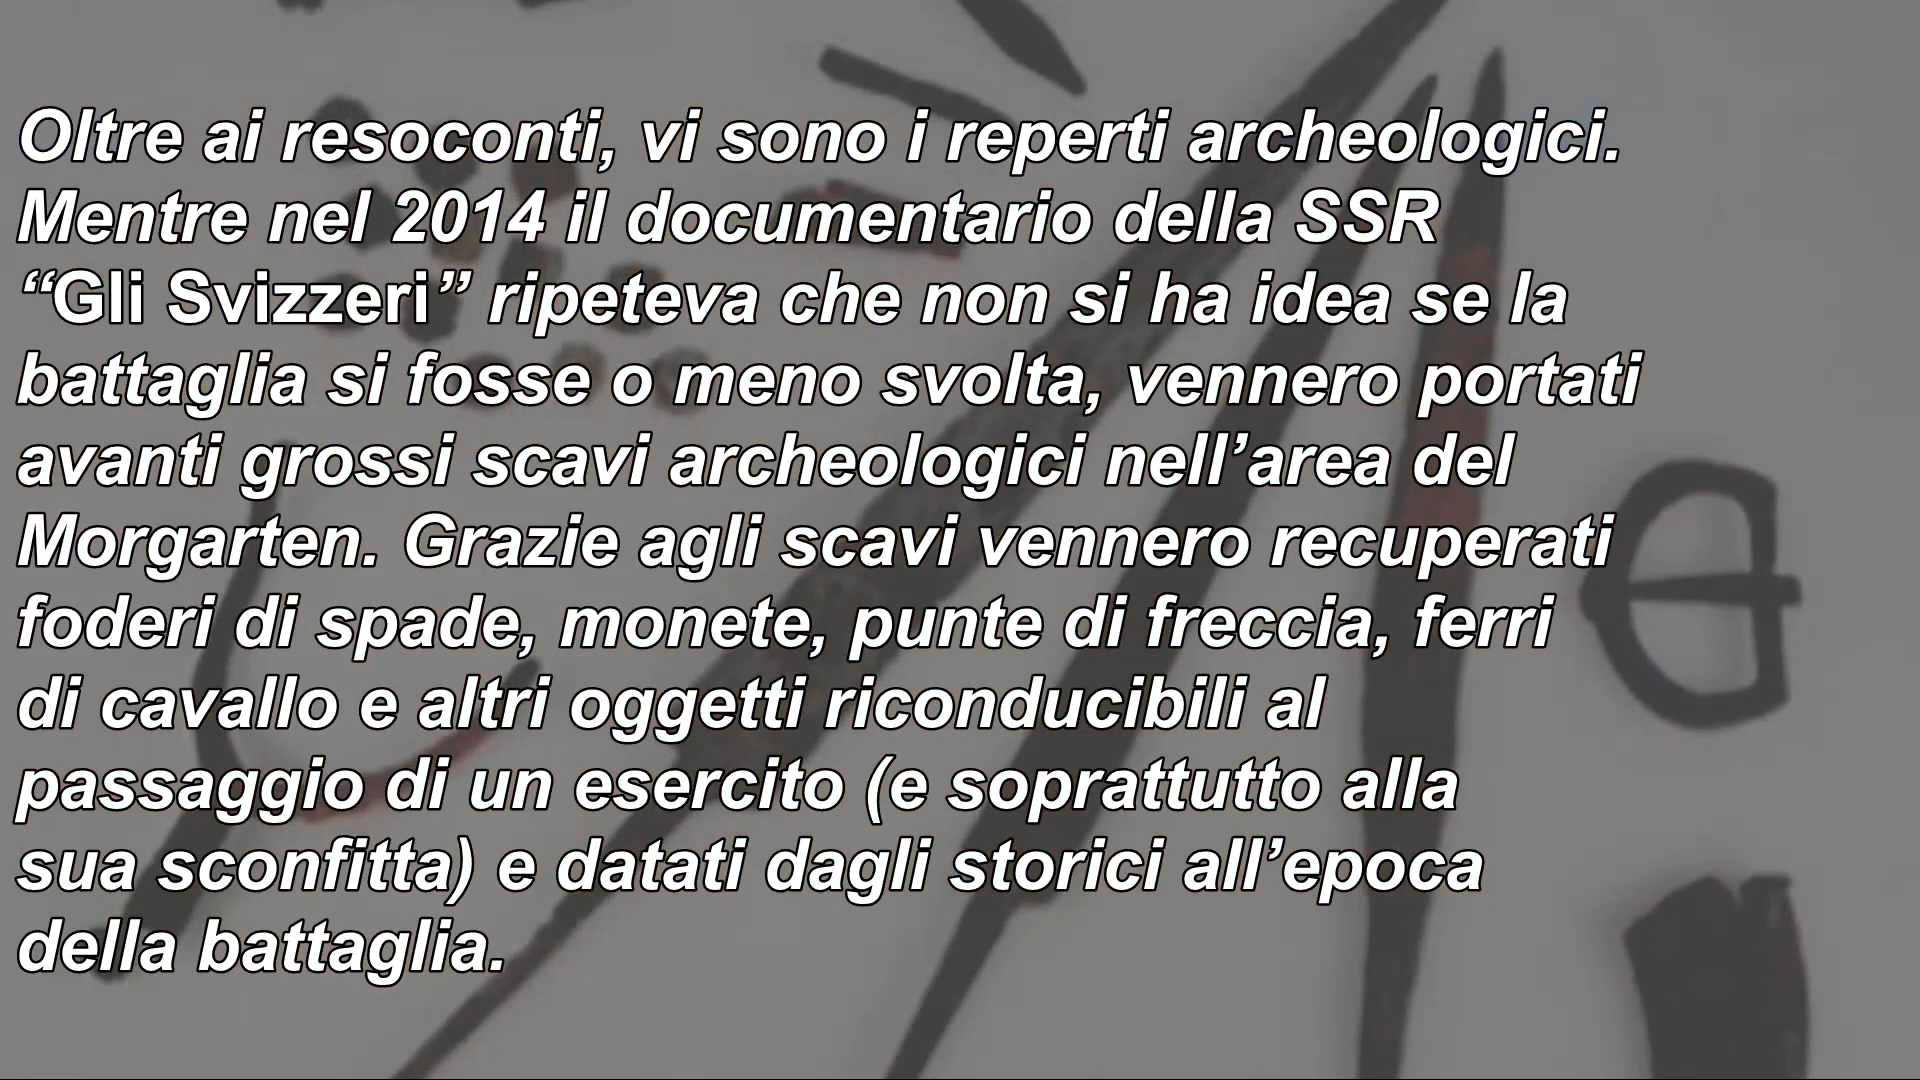 Oltre ai resoconti, vi sono i reperti archeologici.
Mentre nel 2014 il documentario della SSR
“Gli Svizzeri” ripeteva che non si ha idea se la
battaglia si fosse o meno svolta, vennero portati
avanti grossi scavi archeologici nell’area del
Morgarten. Grazie agli scavi vennero recuperati
foderi di spade, monete, punte di freccia, ferri
di cavallo e altri oggetti riconducibili al
passaggio di un esercito (e soprattutto alla
sua sconfitta) e datati dagli storici all’epoca
della battaglia.